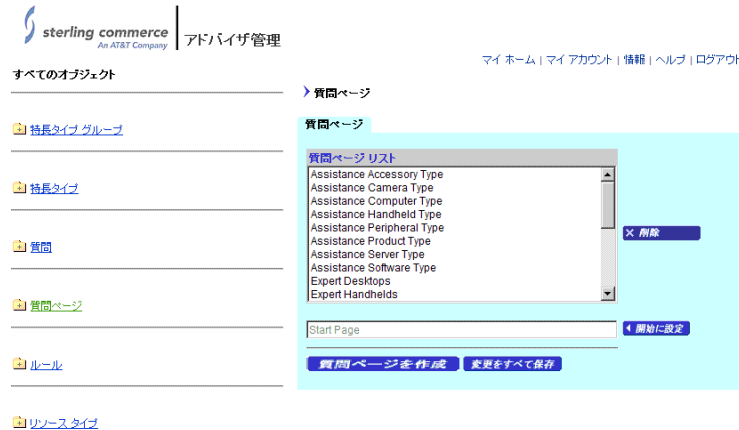 sterling commerce
An AT&T Company
アドバイザ管理
マイ ホーム | マイ アカウント | 情報 | ヘルプ | ログアウト
すべてのオブジェクト
特長タイプ グループ
特長タイプ
質問
質問ページ
ルール
リソース タイプ
質問ページ
質問ページ
質問ページ リスト
Assistance Accessory Type
Assistance Camera Type
Assistance Computer Type
Assistance Handheld Type
Assistance Peripheral Type
Assistance Product Type
Assistance Server Type
Assistance Software Type
Expert Desktops
Expert Handhelds
削除
Start Page
開始に設定
質問ページを作成
変更をすべて保存